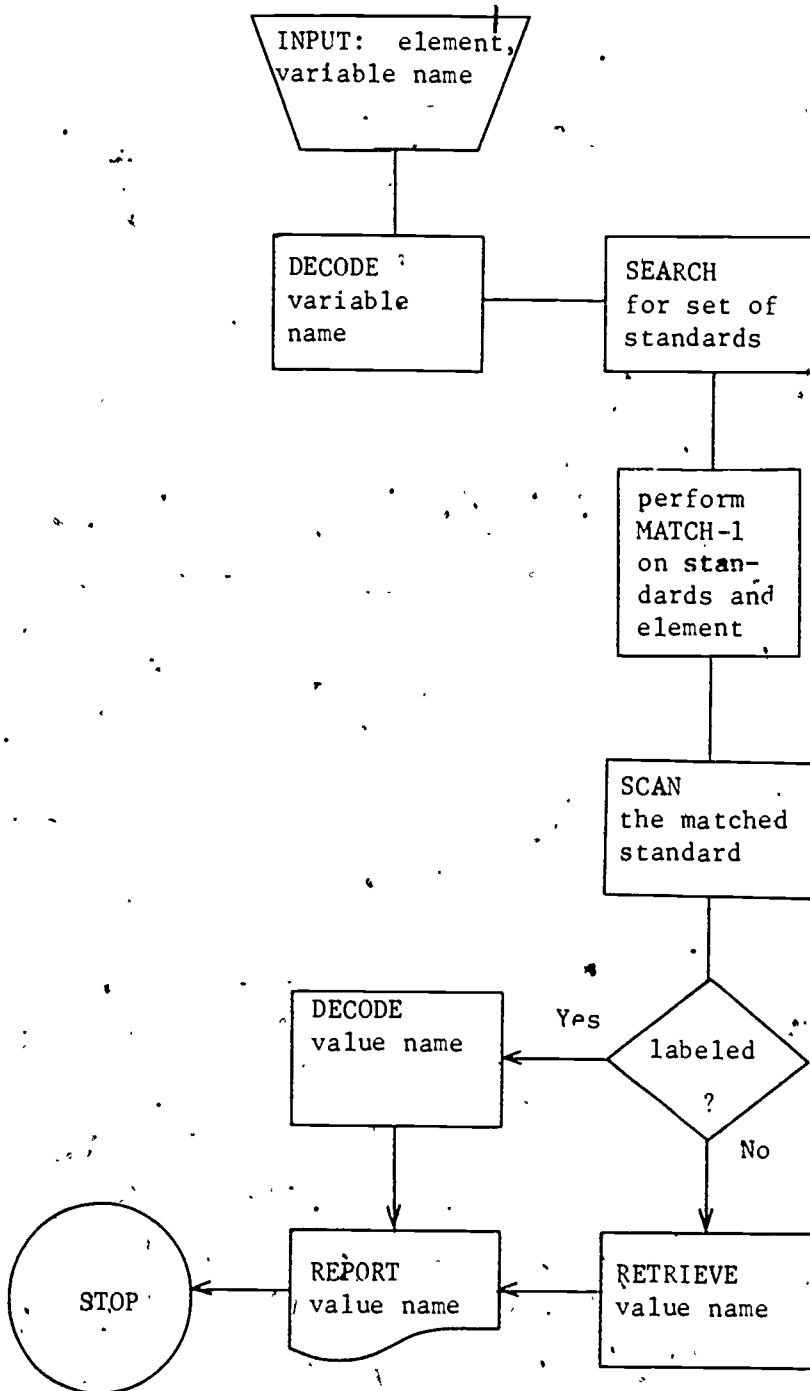 INPUT: element,
variable name
DECODE
variable
name
SEARCH
for set of
standards
perform
MATCH-1
on stan-
dards and
element
SCAN
the matched
standard
labeled
?
Yes
No
DECODE
value name
RETRIEVE
value name
REPORT
value name
STOP